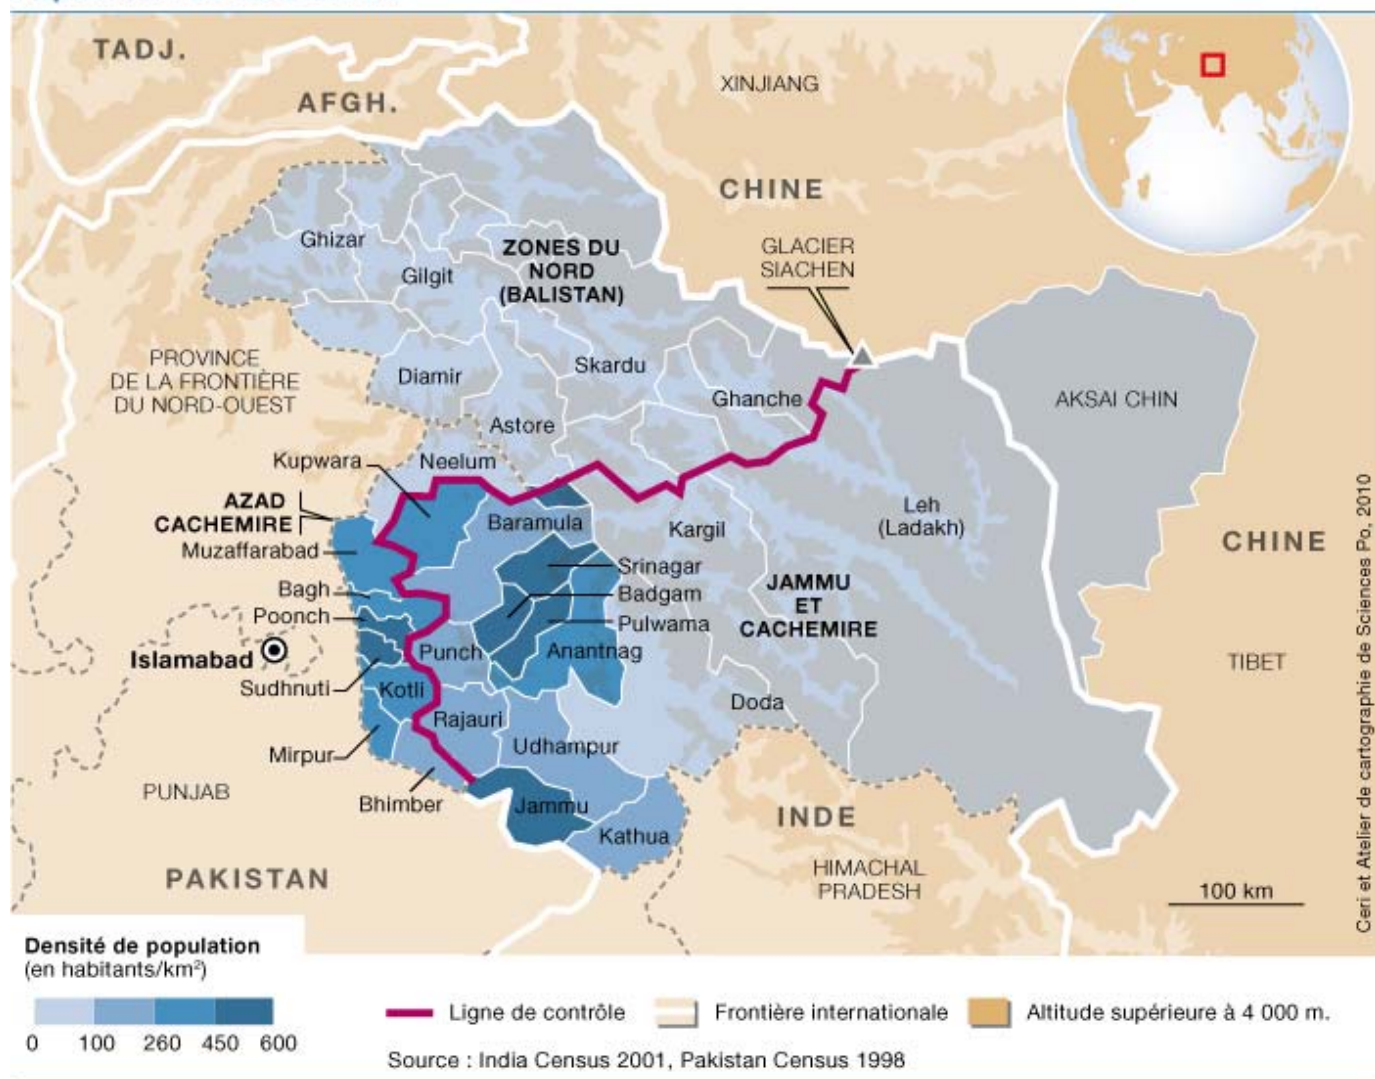 TADJ.
AFGH.
XINJIANG
CHINE
GLACIER
SIACHEN
ZONES DU
NORD
(BALISTAN)
Ghizar
Gilgit
PROVINCE
DE LA FRONTIÈRE
DU NORD-OUEST
Diamir
Skardu
Ghanche
AKSAI CHIN
Astore
Kupwara
Neelum
AZAD
CACHEMIRE
Muzaffarabad
Baramula
Kargil
Leh
(Ladakh)
CHINE
Srinagar
Bagh
Badgam
JAMMU
ET
CACHEMIRE
Poonch
Pulwama
Islamabad
Punch
Anantnag
TIBET
Sudhnuti
Kotli
Doda
Rajauri
Mirpur
Udhampur
PUNJAB
Bhimber
Jammu
Kathua
INDE
PAKISTAN
HIMACHAL
PRADESH
100 km
Ceri et Atelier de cartographie de Sciences Po, 2010
Densité de population
(en habitants/km²)
0 100 260 450 600
Ligne de contrôle
Frontière internationale
Altitude supérieure à 4 000 m.
Source : India Census 2001, Pakistan Census 1998